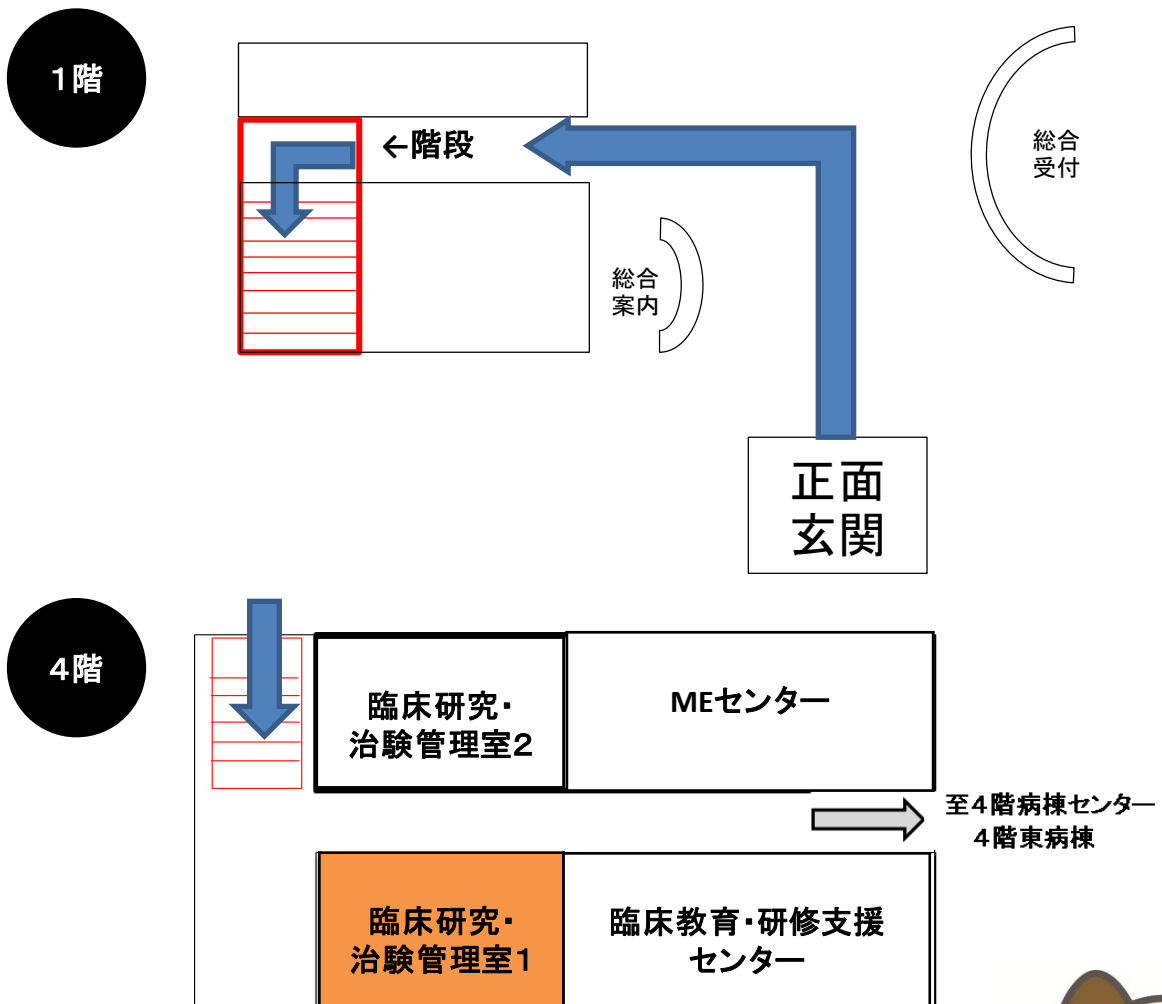 1階
←階段
総合
受付
総合
案内
正面
玄関
4階
臨床研究・
治験管理室2
MEセンター
至4階病棟センター
4階東病棟
臨床研究・
治験管理室1
臨床教育・研修支援
センター